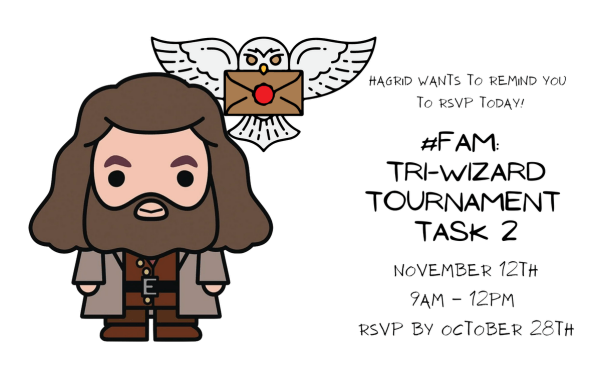 HAGRID WANTS TO REMIND YOU
TO RSVP TODAY!
#FAM:
TRI-WIZARD
TOURNAMENT
TASK 2
NOVEMBER 12TH
9AM - 12PM
RSVP BY OCTOBER 28TH